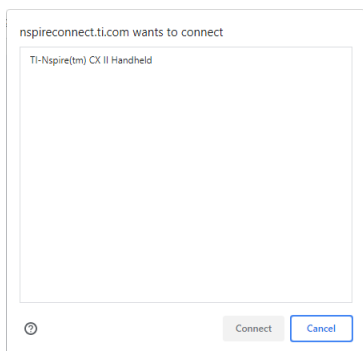 nspireconnect.ti.com wants to connect
TI-Nspire(tm) CX II Handheld
Connect
Cancel